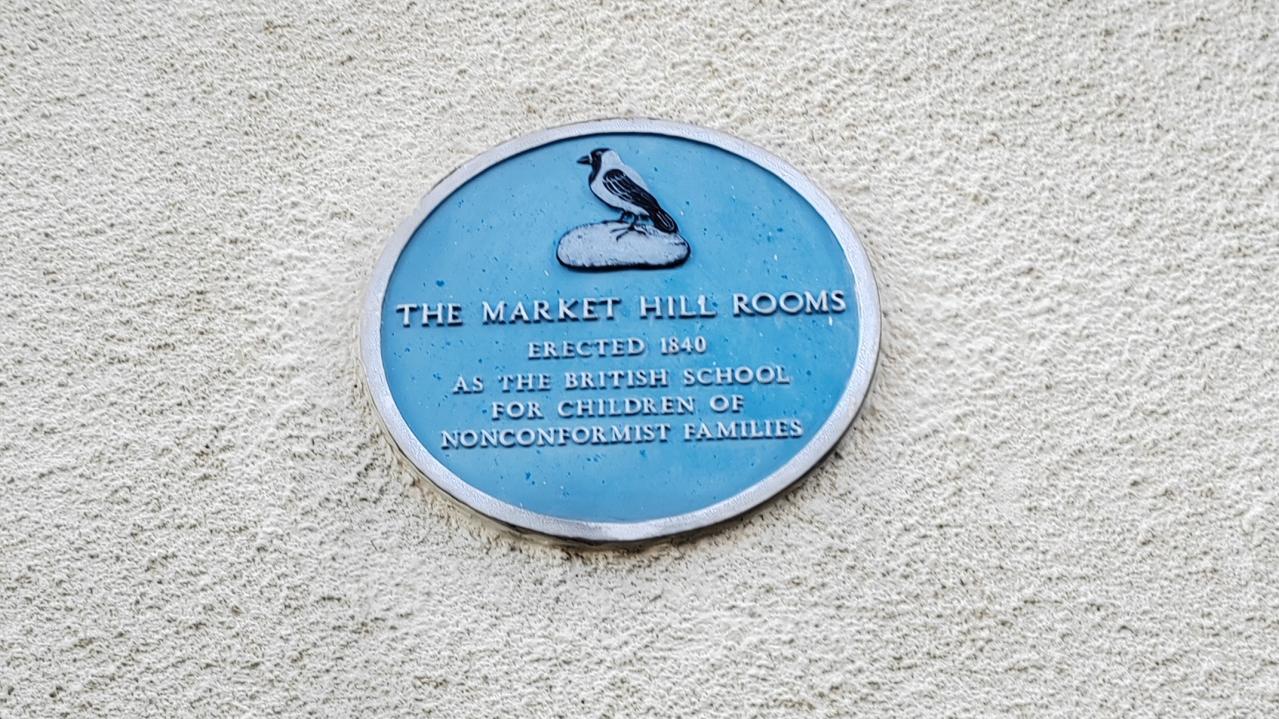 THE MARKET HILL ROOMS
ERECTED 1840
AS THE BRITISH SCHOOL
FOR CHILDREN OF
NONCONFORMIST FAMILIES